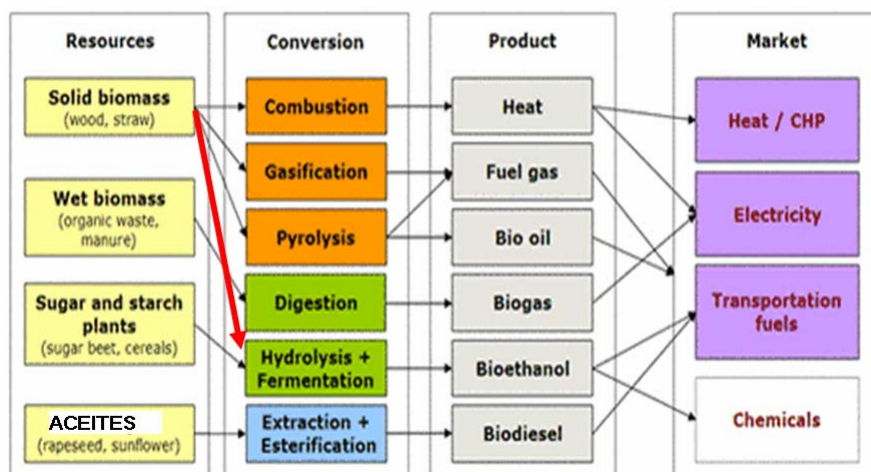 Resources
Conversion
Product
Market
Solid biomass
(wood, straw)
Combustion
Heat
Heat / CHP
Gasification
Fuel gas
Wet biomass
(organic waste,
manure)
Pyrolysis
Bio oil
Electricity
Sugar and starch
plants
(sugar beet, cereals)
Digestion
Biogas
Transportation
fuels
Hydrolysis +
Fermentation
Bioethanol
Chemicals
ACEITES
(rapeseed, sunflower)
Extraction +
Esterification
Biodiesel